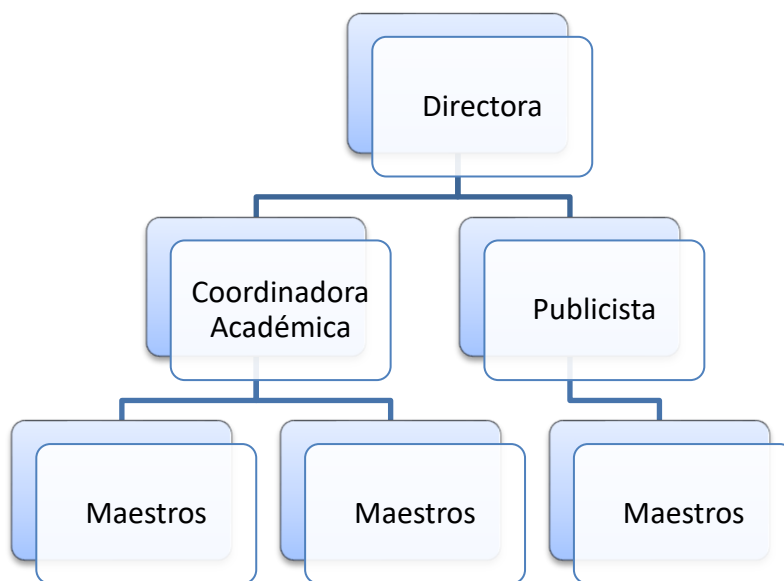 Directora
Coordinadora
Académica
Publicista
Maestros
Maestros
Maestros